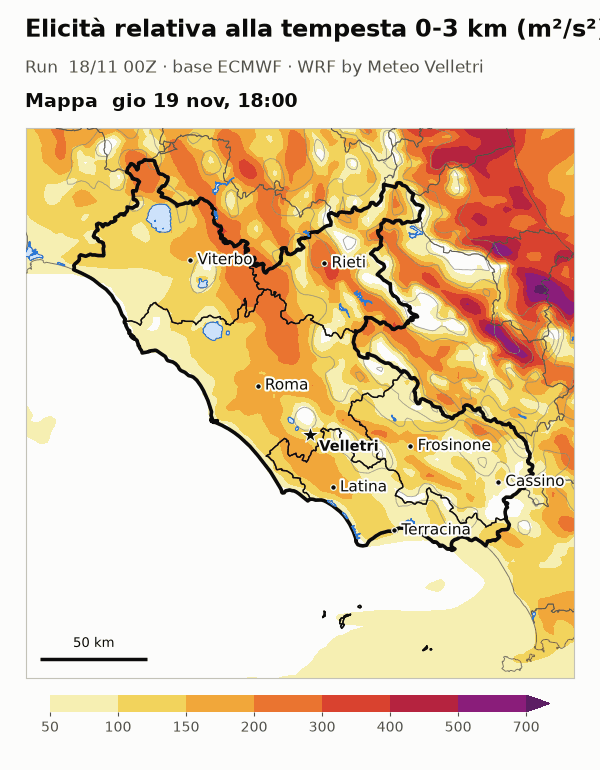 Elicità relativa alla tempesta 0-3 km (m²/s²)
Run 18/11 00Z · base ECMWF · WRF by Meteo Velletri
Mappa gio 19 nov, 18:00
Viterbo
Rieti
Roma
Velletri
Frosinone
Cassino
Latina
Terracina
50 km
50 100 150 200 300 400 500 700